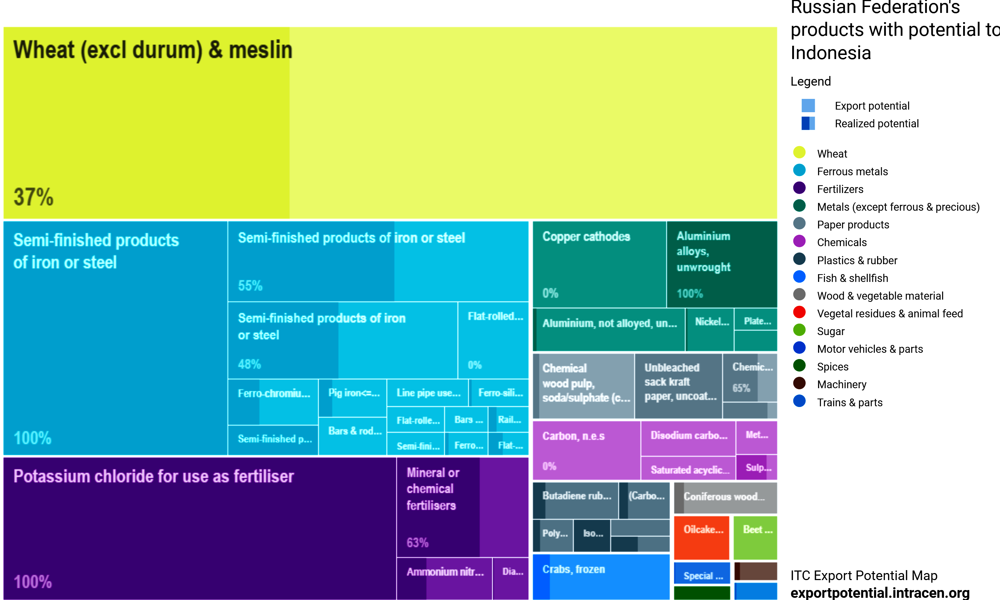 Russian Federation's
products with potential to
Indonesia
Legend
Export potential
Realized potential
Wheat
Ferrous metals
Fertilizers
Metals (except ferrous & precious)
Paper products
Chemicals
Plastics & rubber
Fish & shellfish
Wood & vegetable material
Vegetal residues & animal feed
Sugar
Motor vehicles & parts
Spices
Machinery
Trains & parts
ITC Export Potential Map
exportpotential.intracen.org
Wheat (excl durum) & meslin
37%
Semi-finished products
of iron or steel
100%
Semi-finished products of iron or steel
55%
Semi-finished products of iron
or steel
48%
Flat-rolled...
0%
Ferro-chromiu...
Semi-finished p...
Pig iron<=...
Bars & rod...
Line pipe use...
Ferro-sili...
Flat-rolle...
Bars ...
Rail...
Semi-fini...
Ferro...
Flat-...
Potassium chloride for use as fertiliser
100%
Mineral or
chemical
fertilisers
63%
Ammonium nitr...
Dia...
Copper cathodes
0%
Aluminium
alloys,
unwrought
100%
Aluminium, not alloyed, un...
Nickel...
Plate...
Chemical
wood pulp,
soda/sulphate (c...
Unbleached
sack kraft
paper, uncoat...
Chemic...
65%
Carbon, n.e.s
0%
Disodium carbo...
Saturated acyclic...
Met...
Sulp...
Butadiene rub...
(Carbo...
Poly...
Iso...
Crabs, frozen
Coniferous wood...
Oilcake...
Beet ...
Special ...